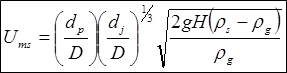 U_ms = (d_p / D) (d_j / D)^{1/3} √(2gH(ρ_s − ρ_g) / ρ_g)